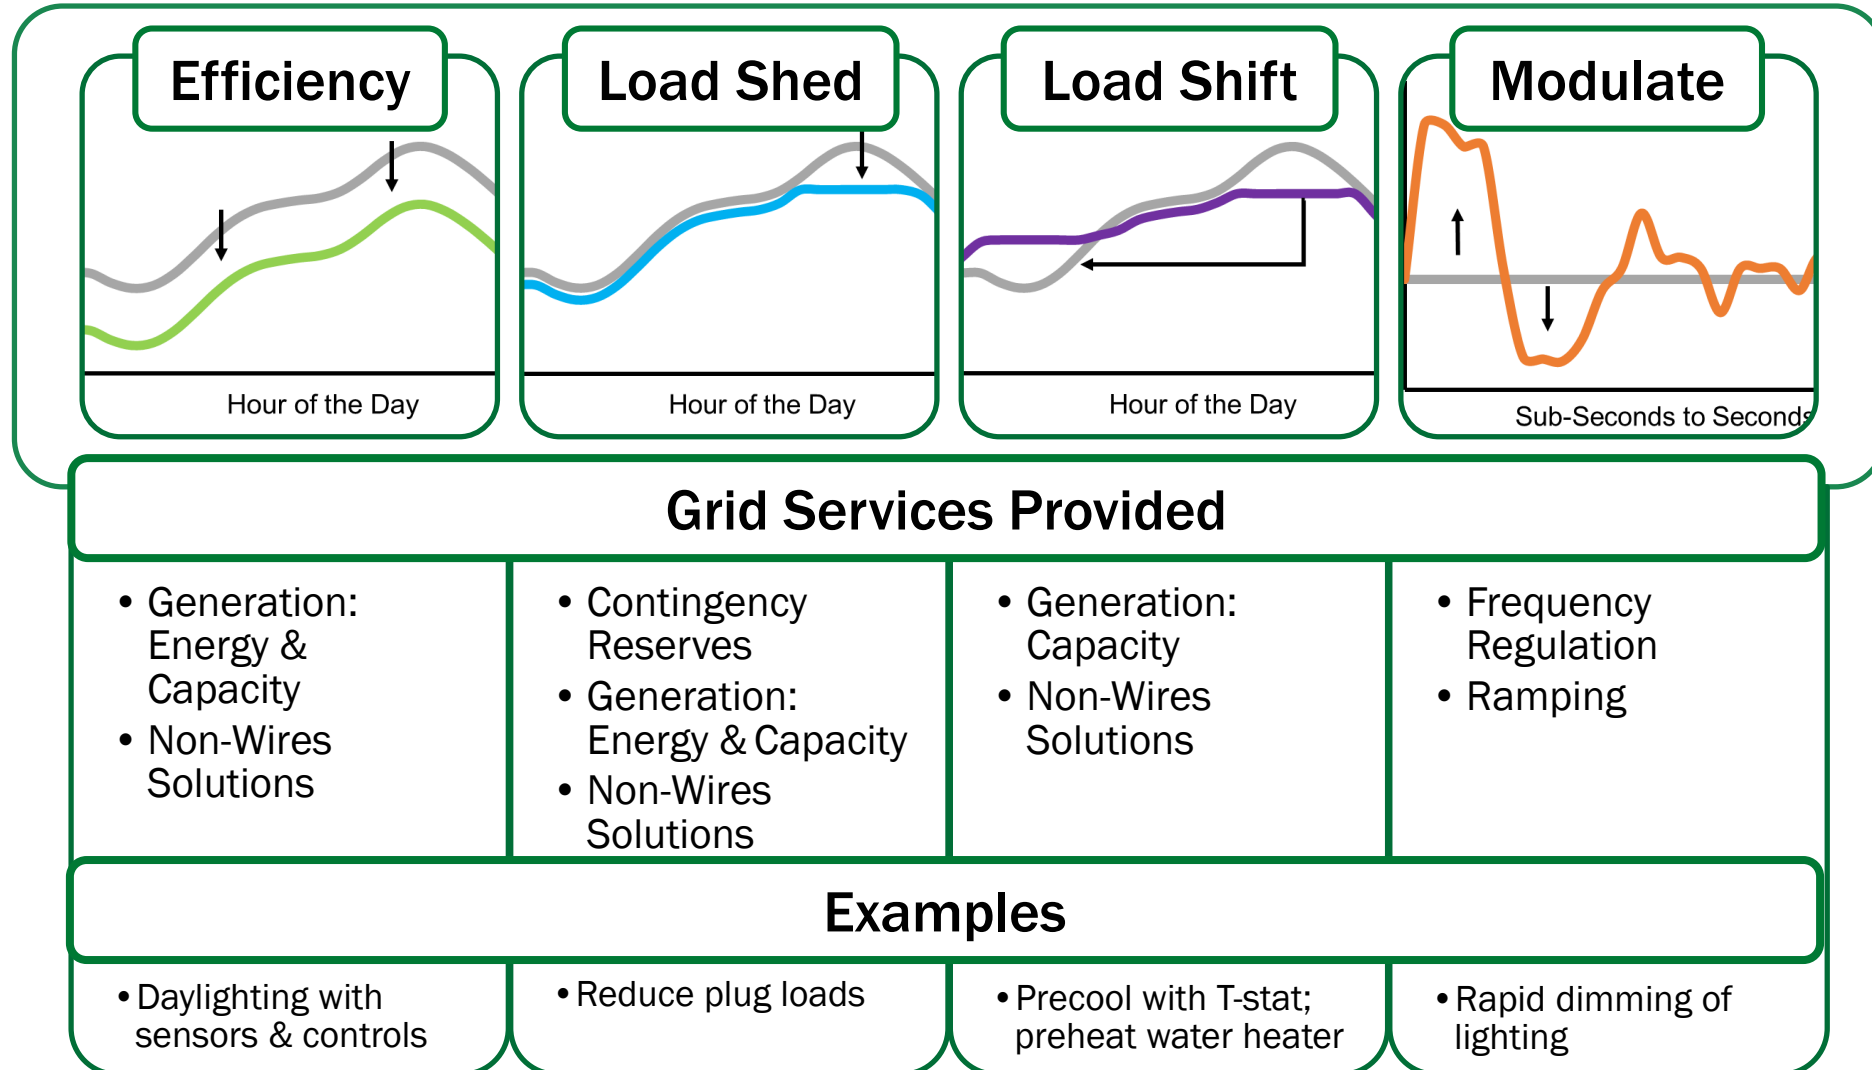 Efficiency
Load Shed
Load Shift
Modulate
Hour of the Day
Hour of the Day
Hour of the Day
Sub-Seconds to Seconds
Grid Services Provided
• Generation:
Energy &
Capacity
• Non-Wires
Solutions
• Contingency
Reserves
• Generation:
Energy & Capacity
• Non-Wires
Solutions
• Generation:
Capacity
• Non-Wires
Solutions
• Frequency
Regulation
• Ramping
Examples
• Daylighting with
sensors & controls
• Reduce plug loads
• Precool with T-stat;
preheat water heater
• Rapid dimming of
lighting